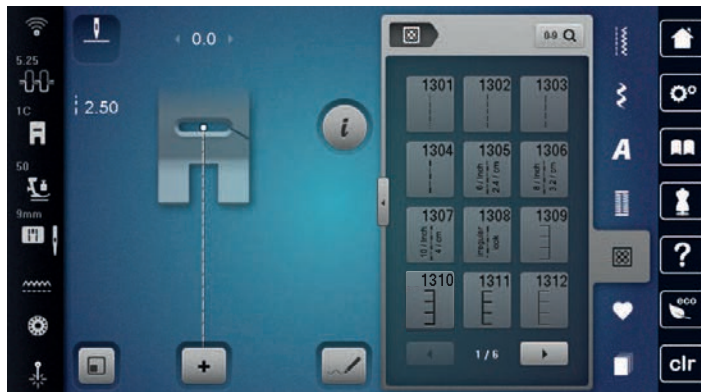 5.25
1C
50
9mm
0.0
2.50
i
+
0-9
1301
1302
1303
1304
1305
6 / Inch
2.4 / cm
1306
8 / Inch
3.2 / cm
1307
10 / Inch
4 / cm
1308
Irregular
look
1309
1310
1311
1312
1 / 6
A
?
eco
clr